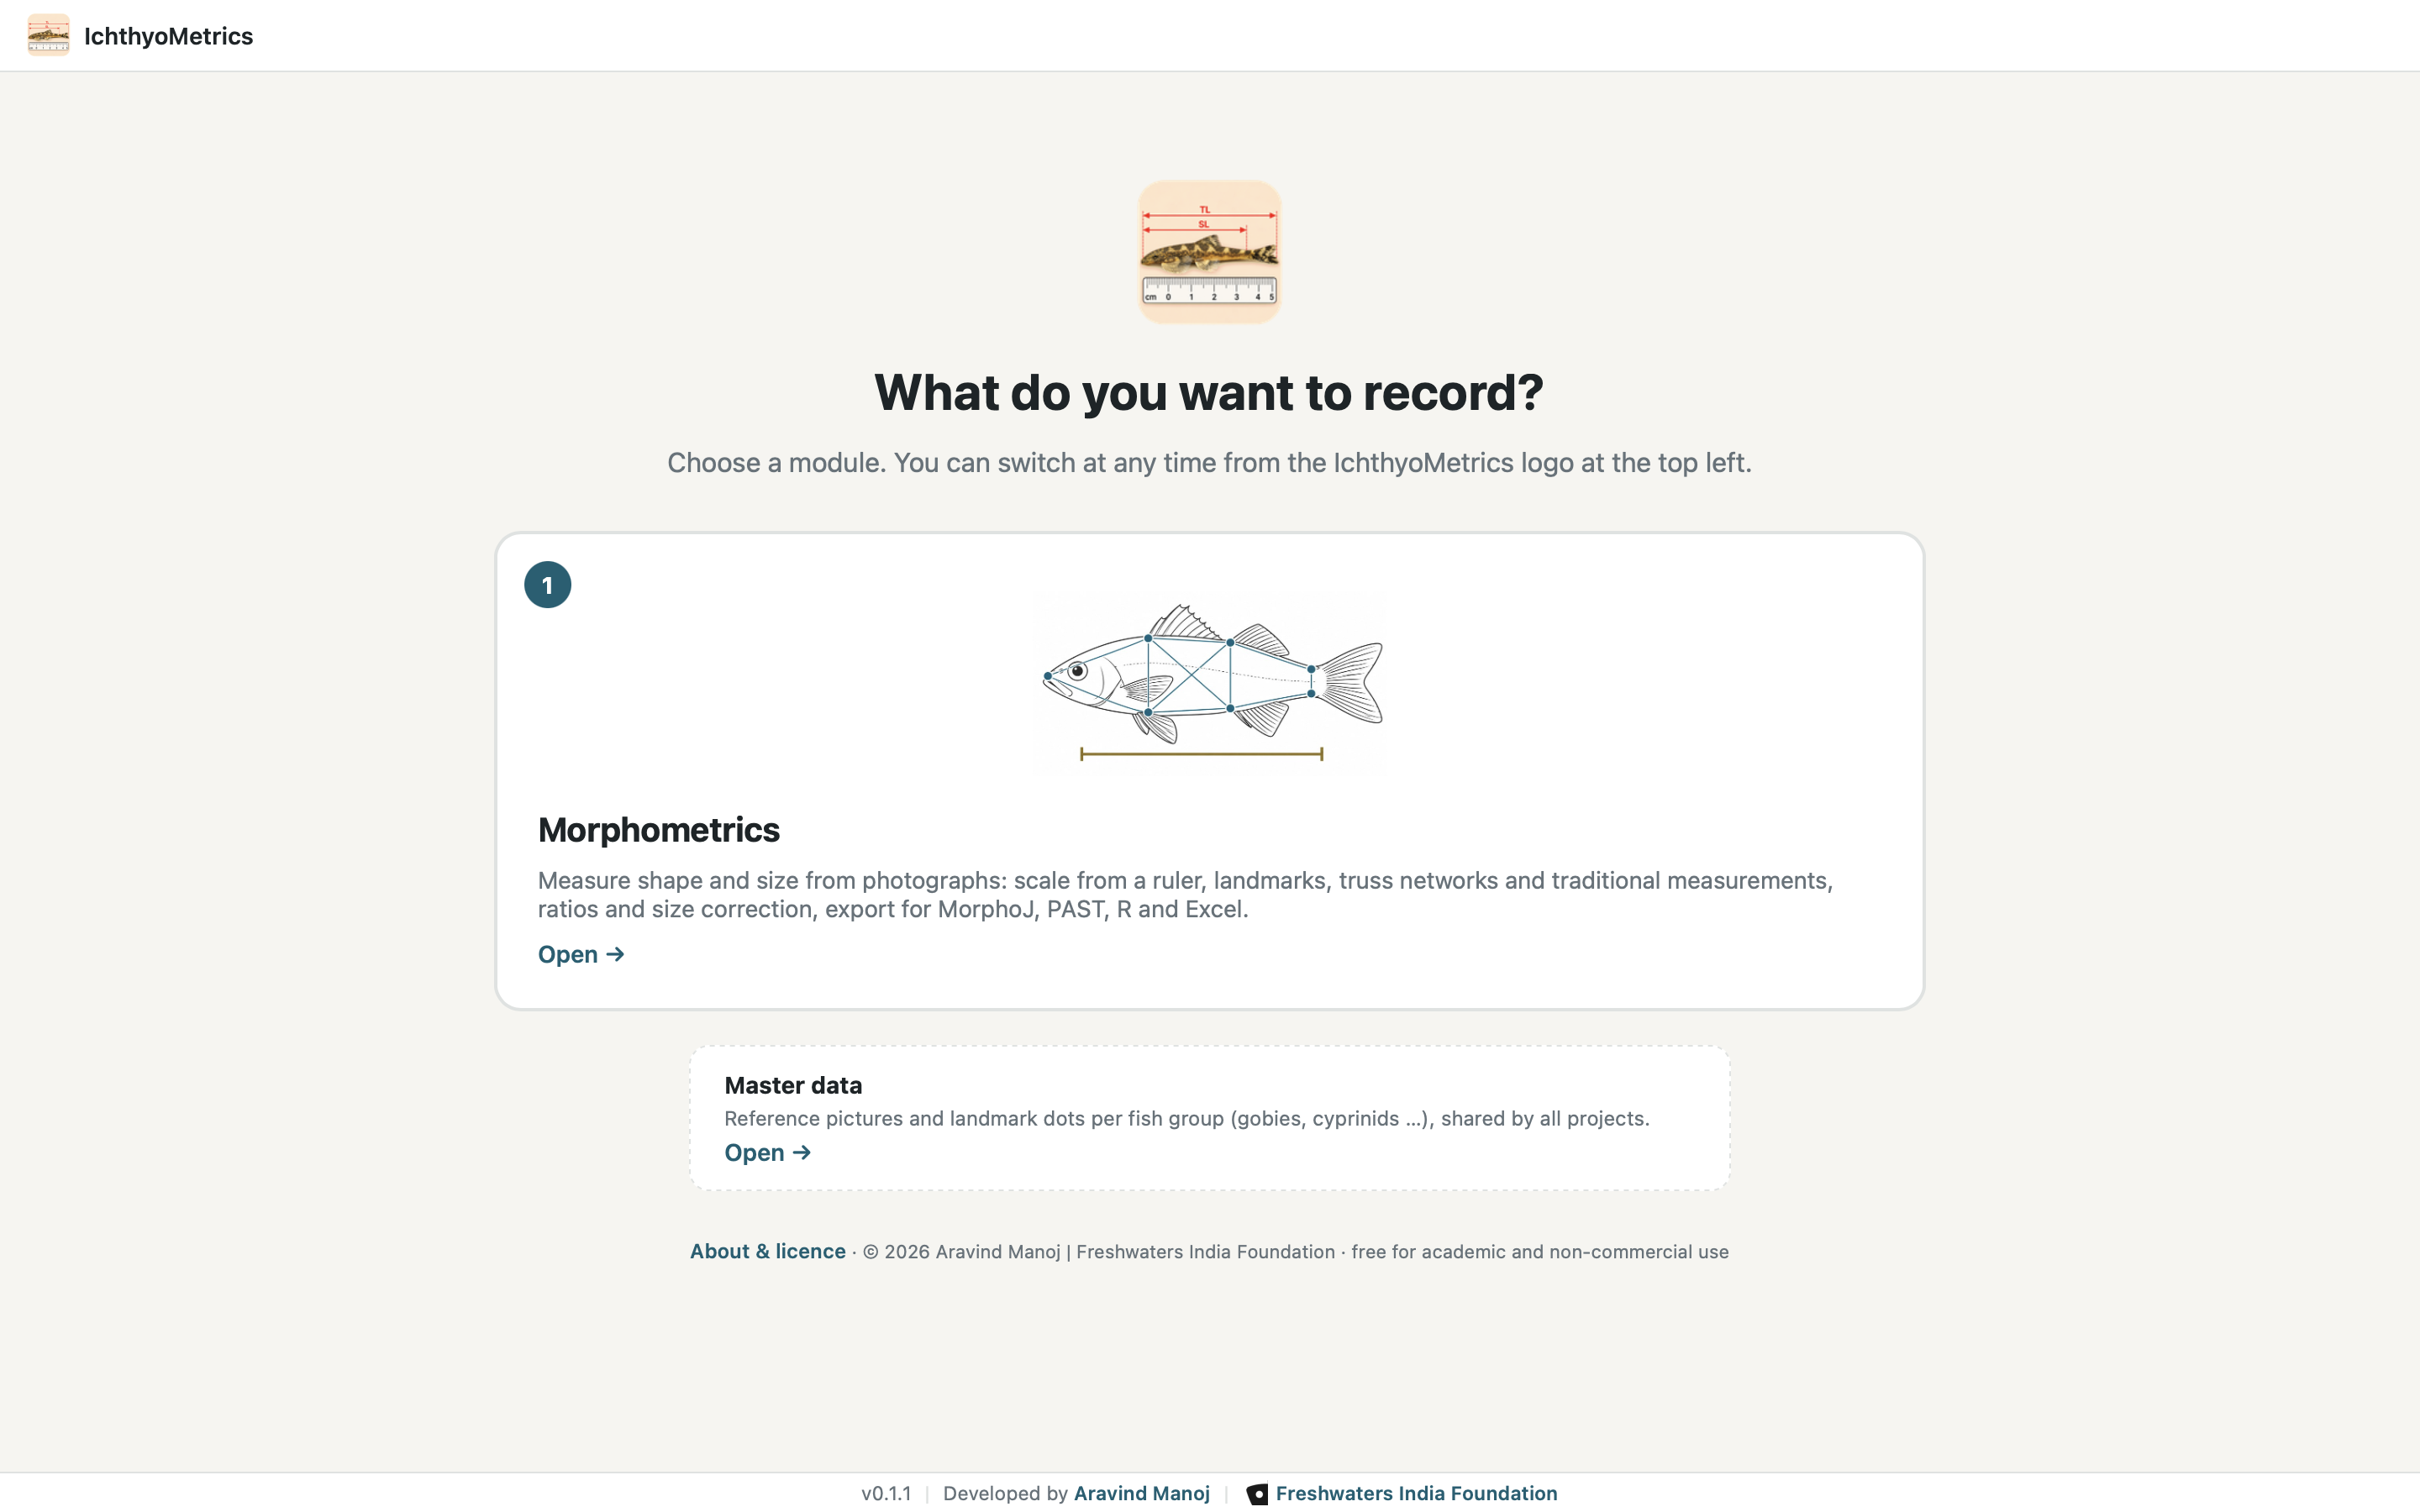 IchthyoMetrics
TL
SL
cm 0 1 2 3 4 5
What do you want to record?
Choose a module. You can switch at any time from the IchthyoMetrics logo at the top left.
1
Morphometrics
Measure shape and size from photographs: scale from a ruler, landmarks, truss networks and traditional measurements,
ratios and size correction, export for MorphoJ, PAST, R and Excel.
Open →
Master data
Reference pictures and landmark dots per fish group (gobies, cyprinids ...), shared by all projects.
Open →
About & licence · © 2026 Aravind Manoj | Freshwaters India Foundation · free for academic and non-commercial use
v0.1.1 | Developed by Aravind Manoj | Freshwaters India Foundation